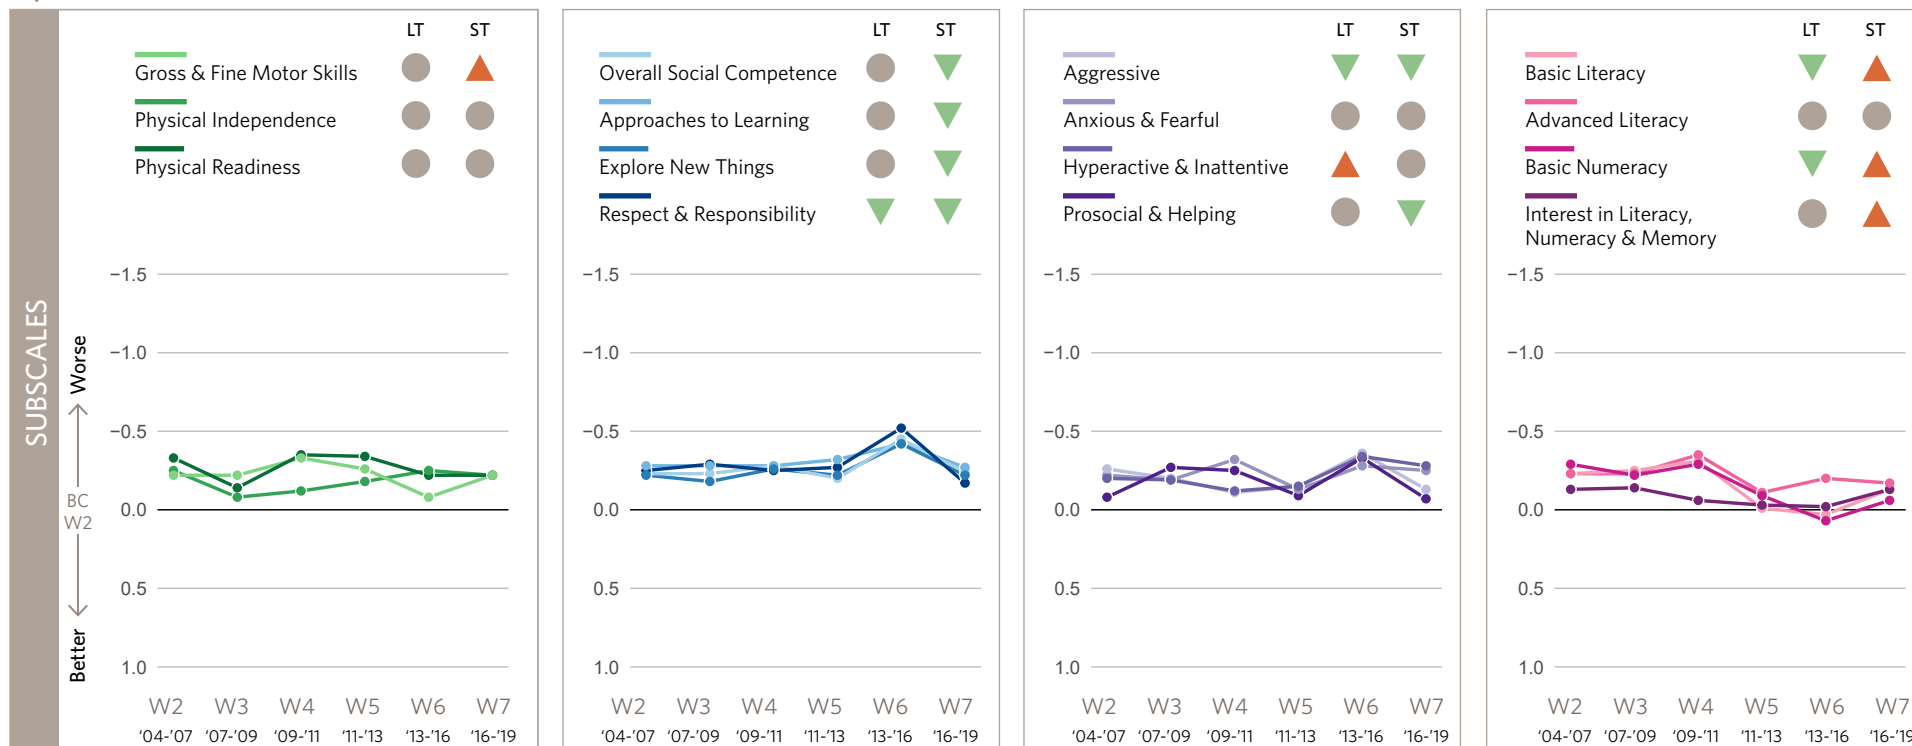 SUBSCALES
Worse
BC
W2
Better
LT ST
Gross & Fine Motor Skills
Physical Independence
Physical Readiness
−1.5
−1.0
−0.5
0.0
0.5
1.0
W2 W3 W4 W5 W6 W7
‘04-’07 ‘07-’09 ‘09-’11 ‘11-’13 ‘13-’16 ‘16-’19
LT ST
Overall Social Competence
Approaches to Learning
Explore New Things
Respect & Responsibility
−1.5
−1.0
−0.5
0.0
0.5
1.0
W2 W3 W4 W5 W6 W7
‘04-’07 ‘07-’09 ‘09-’11 ‘11-’13 ‘13-’16 ‘16-’19
LT ST
Aggressive
Anxious & Fearful
Hyperactive & Inattentive
Prosocial & Helping
−1.5
−1.0
−0.5
0.0
0.5
1.0
W2 W3 W4 W5 W6 W7
‘04-’07 ‘07-’09 ‘09-’11 ‘11-’13 ‘13-’16 ‘16-’19
LT ST
Basic Literacy
Advanced Literacy
Basic Numeracy
Interest in Literacy,
Numeracy & Memory
−1.5
−1.0
−0.5
0.0
0.5
1.0
W2 W3 W4 W5 W6 W7
‘04-’07 ‘07-’09 ‘09-’11 ‘11-’13 ‘13-’16 ‘16-’19